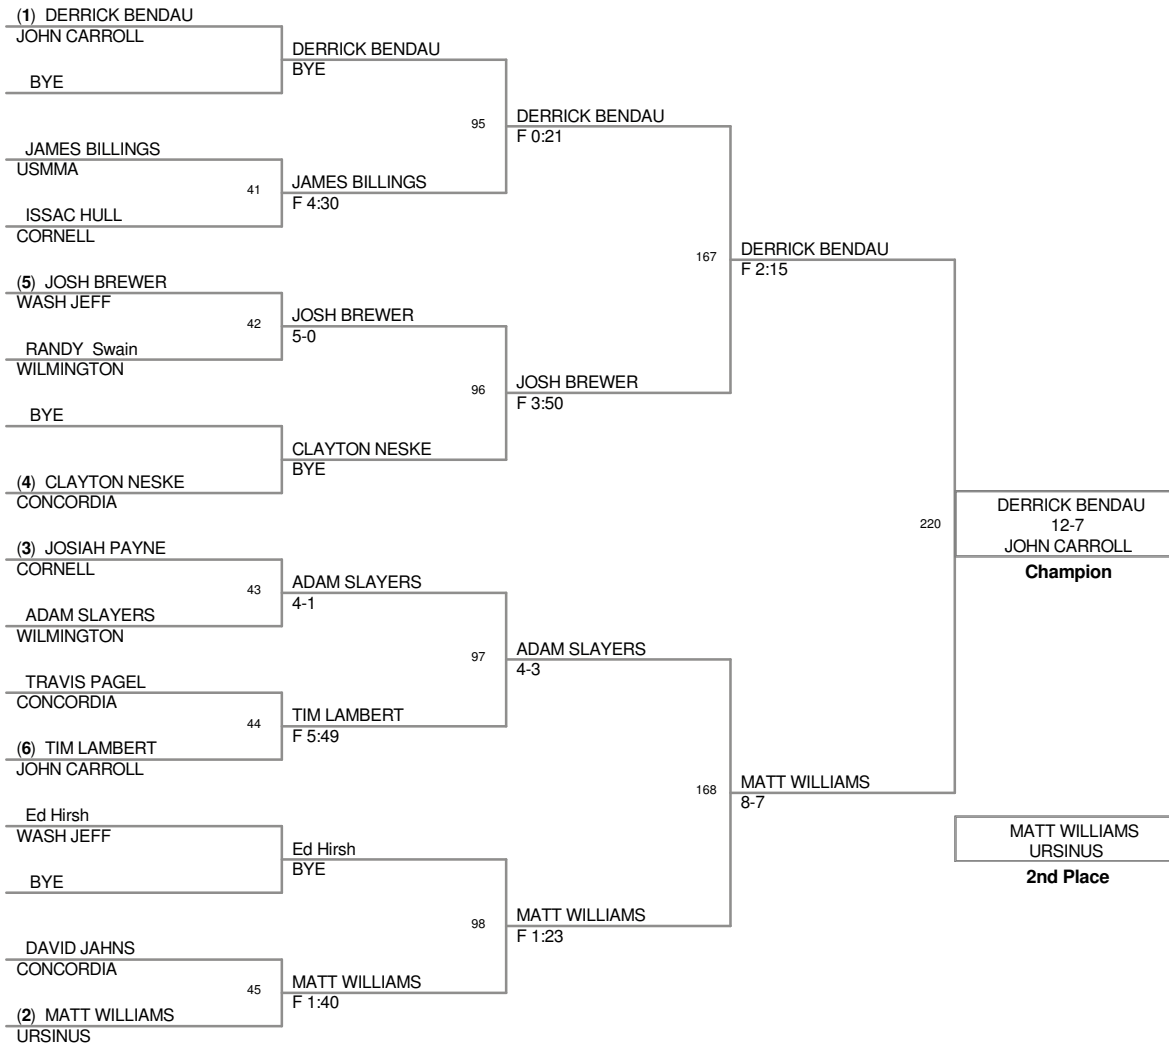 (1) DERRICK BENDAU
JOHN CARROLL
BYE
JAMES BILLINGS
USMMA
ISSAC HULL
CORNELL
(5) JOSH BREWER
WASH JEFF
RANDY Swain
WILMINGTON
BYE
(4) CLAYTON NESKE
CONCORDIA
(3) JOSIAH PAYNE
CORNELL
ADAM SLAYERS
WILMINGTON
TRAVIS PAGEL
CONCORDIA
(6) TIM LAMBERT
JOHN CARROLL
Ed Hirsh
WASH JEFF
BYE
DAVID JAHNS
CONCORDIA
(2) MATT WILLIAMS
URSINUS
DERRICK BENDAU
BYE
41
JAMES BILLINGS
F 4:30
42
JOSH BREWER
5-0
CLAYTON NESKE
BYE
43
ADAM SLAYERS
4-1
44
TIM LAMBERT
F 5:49
Ed Hirsh
BYE
45
MATT WILLIAMS
F 1:40
95
DERRICK BENDAU
F 0:21
96
JOSH BREWER
F 3:50
97
ADAM SLAYERS
4-3
98
MATT WILLIAMS
F 1:23
167
DERRICK BENDAU
F 2:15
168
MATT WILLIAMS
8-7
220
DERRICK BENDAU
12-7
JOHN CARROLL
Champion
MATT WILLIAMS
URSINUS
2nd Place